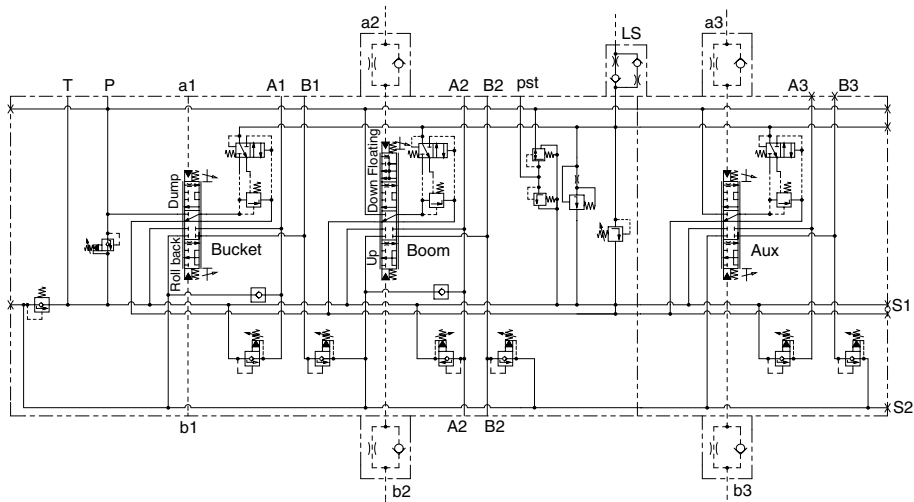 a2
LS
a3
T
P
a1
A1
B1
A2
B2
pst
A3
B3
Dump
Roll back
Bucket
Down Floating
Up
Boom
Aux
S1
S2
b1
A2
B2
b2
b3